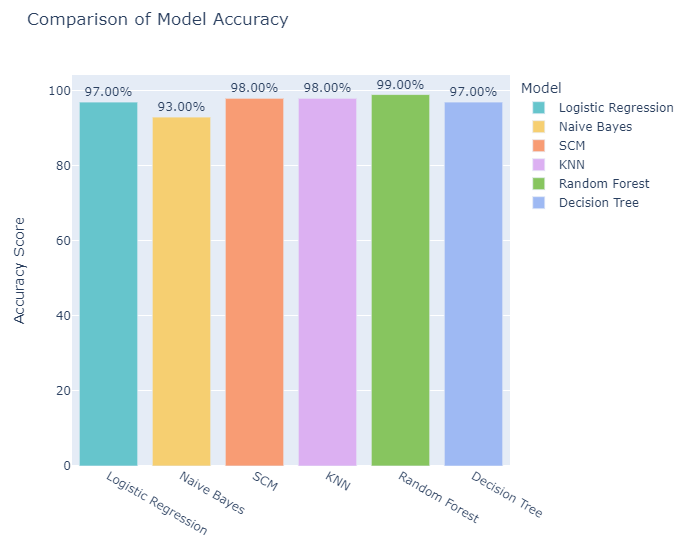 Comparison of Model Accuracy
97.00%
93.00%
98.00%
98.00%
99.00%
97.00%
100
80
60
40
20
0
Accuracy Score
Logistic Regression
Naive Bayes
SCM
KNN
Random Forest
Decision Tree
Model
Logistic Regression
Naive Bayes
SCM
KNN
Random Forest
Decision Tree